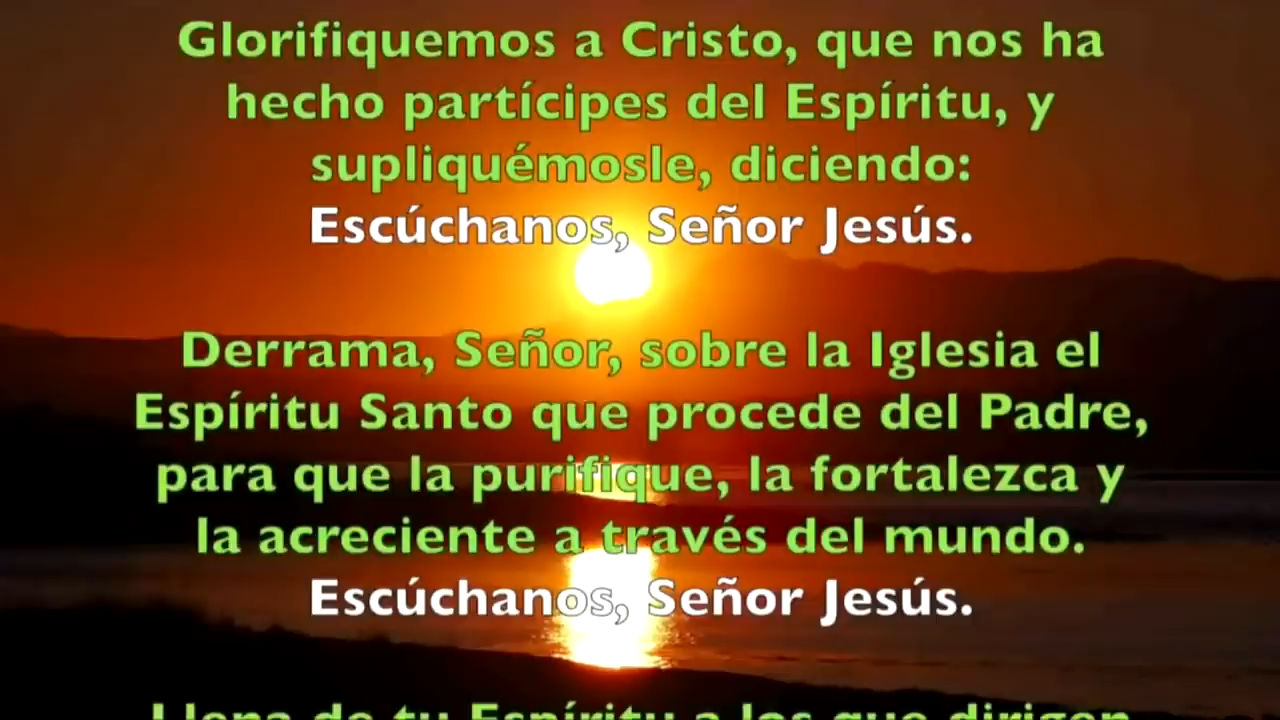 Glorifiquemos a Cristo, que nos ha
hecho partícipes del Espíritu, y
supliquémosle, diciendo:
Escúchanos, Señor Jesús.
Derrama, Señor, sobre la Iglesia el
Espíritu Santo que procede del Padre,
para que la purifique, la fortalezca y
la acreciente a través del mundo.
Escúchanos, Señor Jesús.
Llena de tu Espíritu a los que dirigen